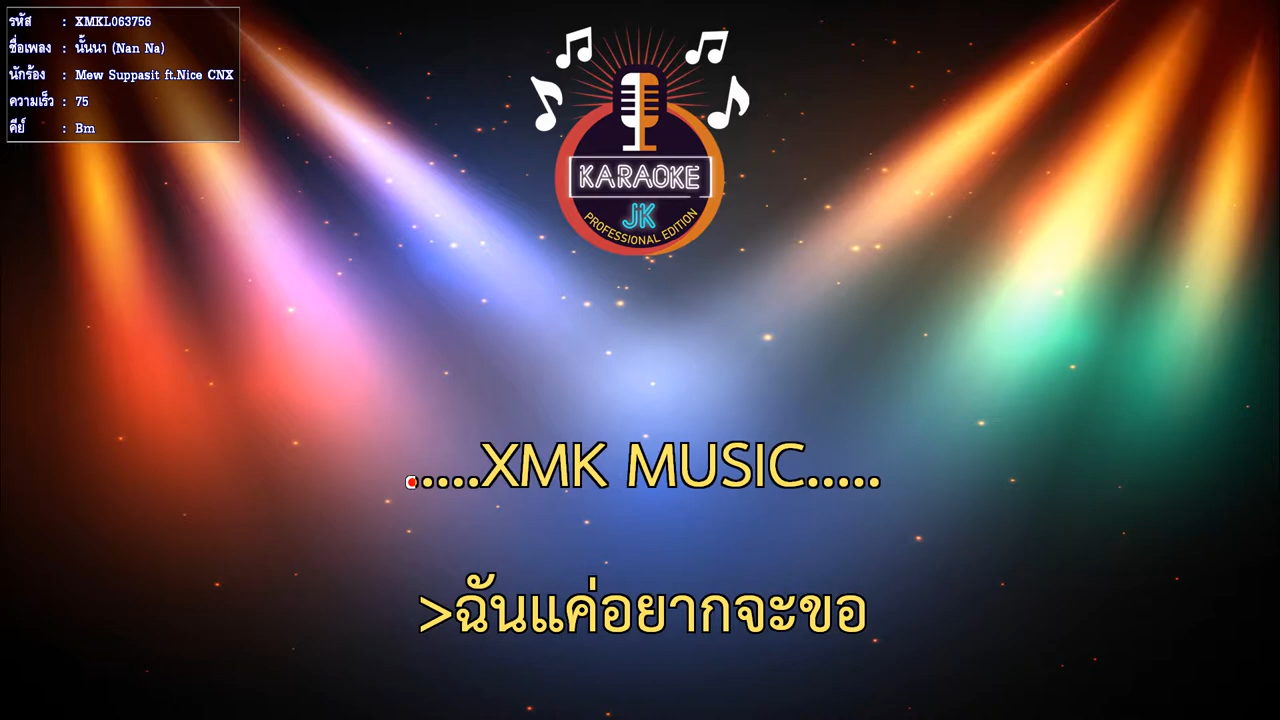 รหัส : XMKL063756
ชื่อเพลง : นั้นนา (Nan Na)
นักร้อง : Mew Suppasit ft.Nice CNX
ความเร็ว : 75
คีย์ : Bm
KARAOKE
JK
PROFESSIONAL EDITION
.....XMK MUSIC.....
>ฉันแค่อยากจะขอ